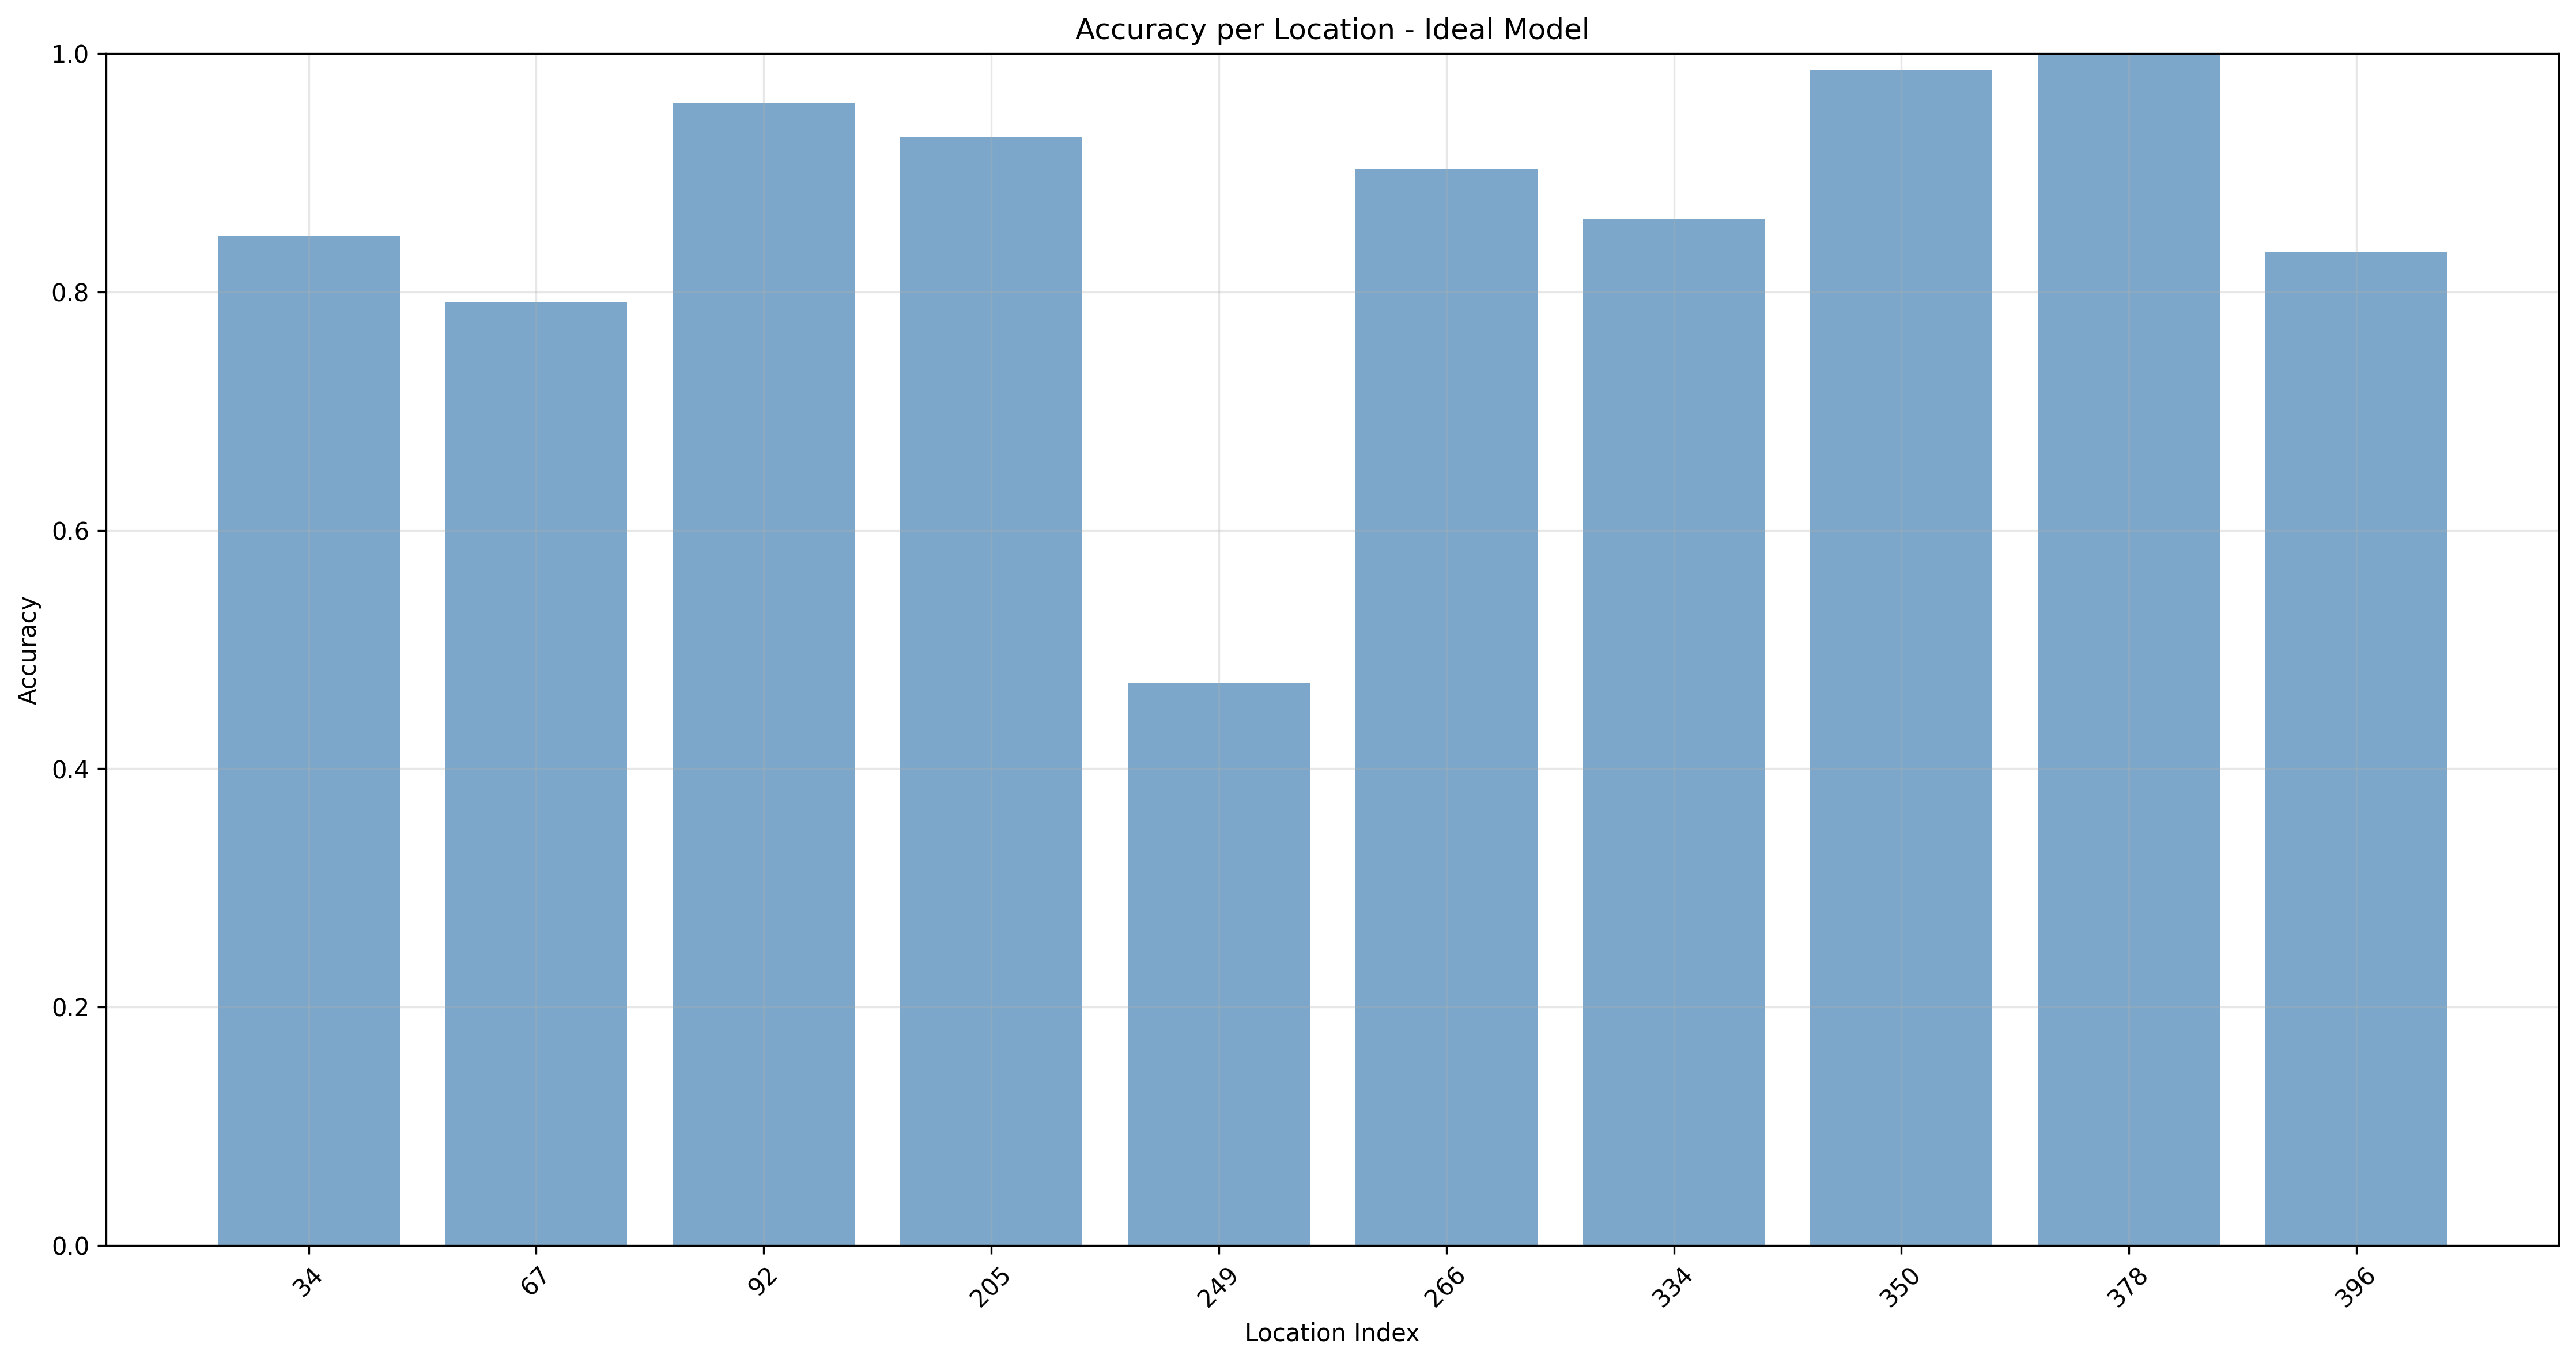 Accuracy per Location - Ideal Model
1.0
0.8
0.6
0.4
0.2
0.0
Accuracy
34 67 92 205 249 266 334 350 378 396
Location Index